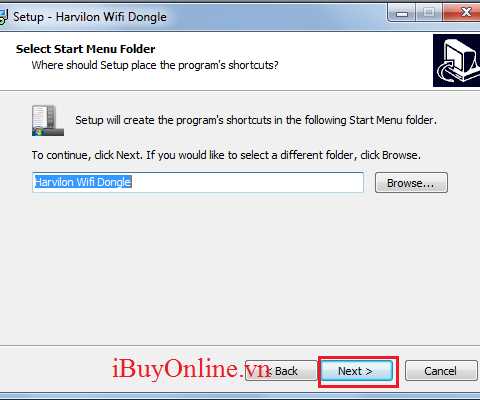 Setup - Harvilon Wifi Dongle
Select Start Menu Folder
Where should Setup place the program's shortcuts?
Setup will create the program's shortcuts in the following Start Menu folder.
To continue, click Next. If you would like to select a different folder, click Browse.
Harvilon Wifi Dongle
Browse...
iBuyOnline.vn
< Back
Next >
Cancel